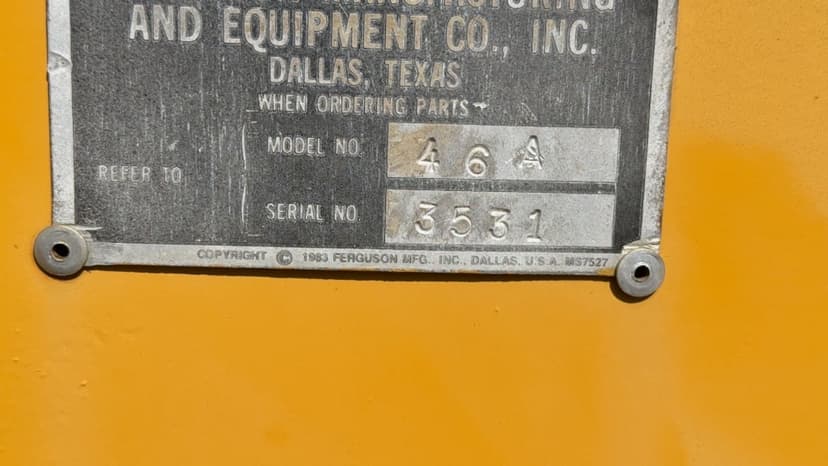 MANUFACTURING
AND EQUIPMENT CO., INC.
DALLAS, TEXAS
WHEN ORDERING PARTS
REFER TO
MODEL NO. 46A
SERIAL NO. 3531
COPYRIGHT © 1983 FERGUSON MFG., INC., DALLAS, U.S.A. MS7527